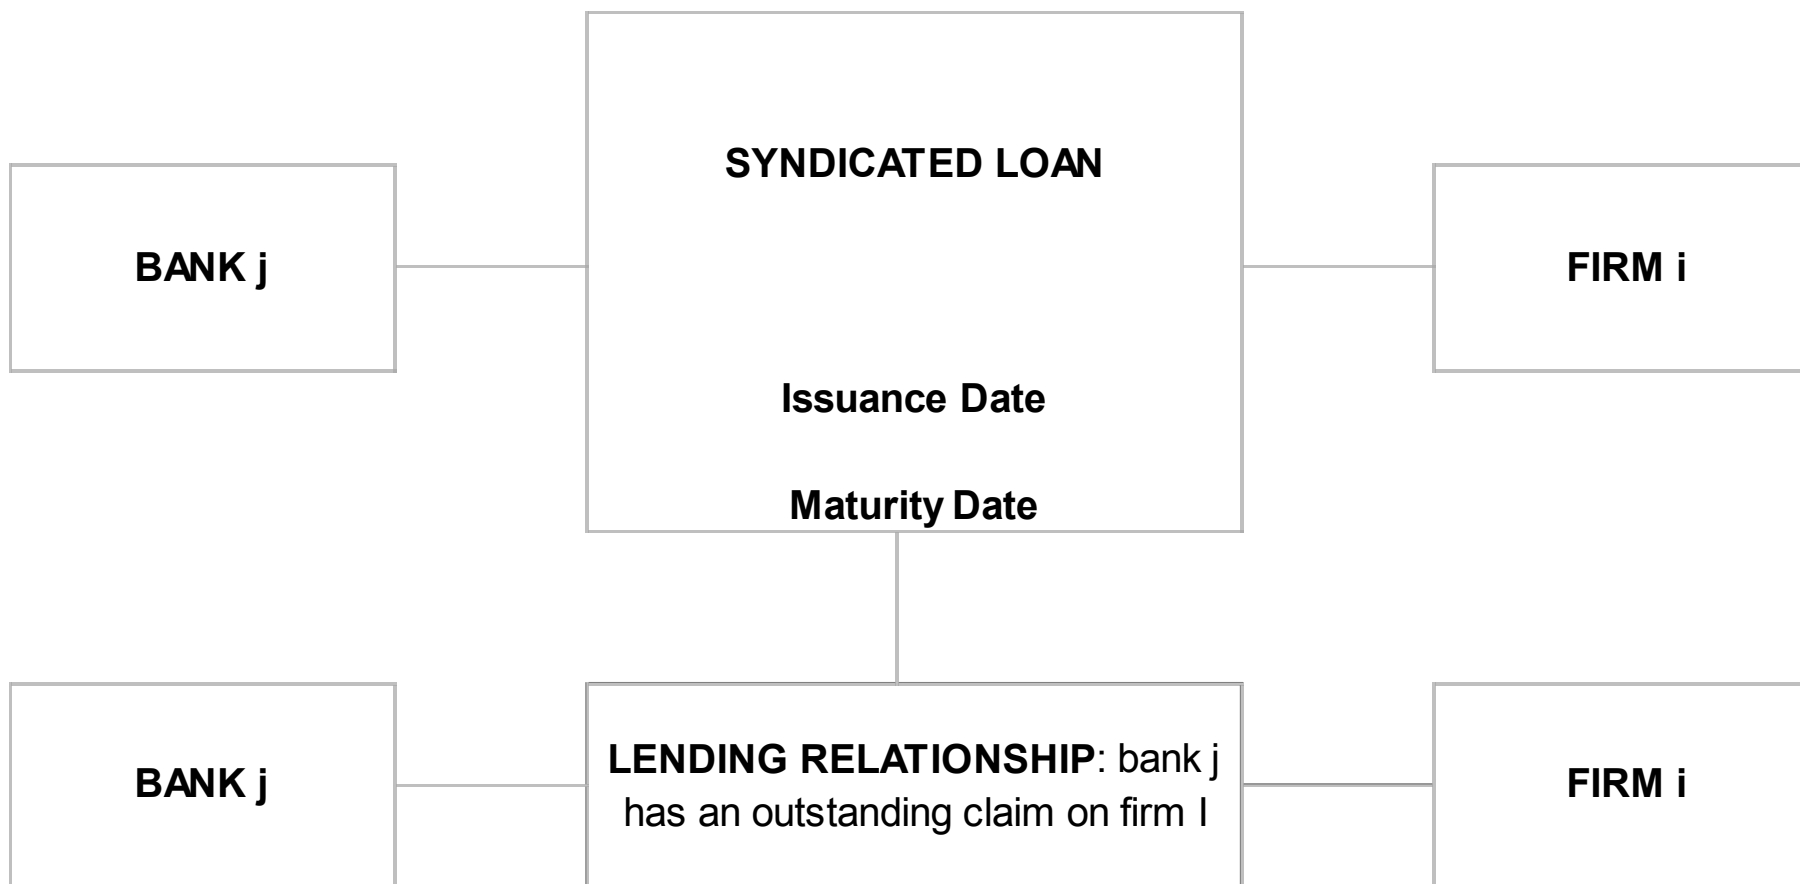 SYNDICATED LOAN
BANK j
FIRM i
Issuance Date
Maturity Date
BANK j
LENDING RELATIONSHIP: bank j
has an outstanding claim on firm I
FIRM i